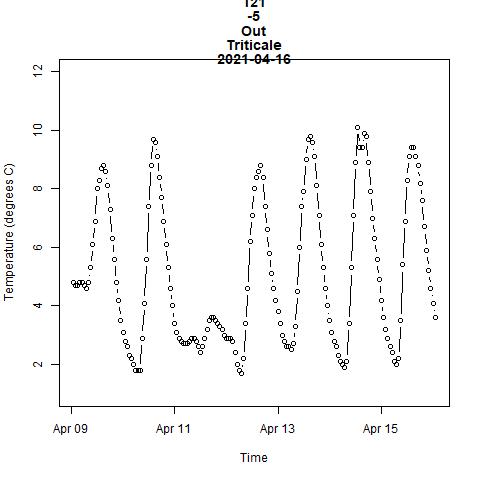 121
-5
Out
Triticale
2021-04-16
Temperature (degrees C)
12
10
8
6
4
2
Apr 09
Apr 11
Apr 13
Apr 15
Time